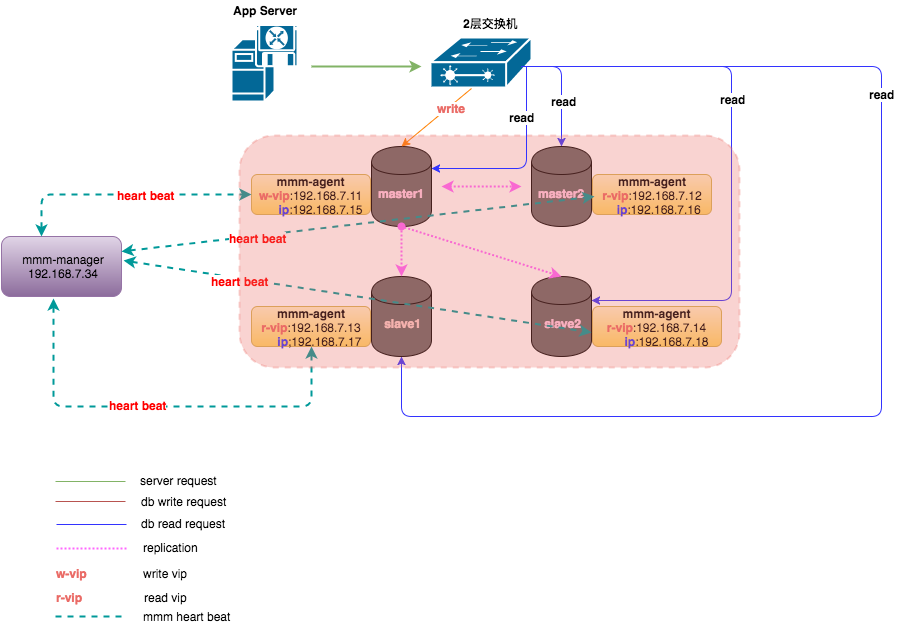 App Server
2层交换机
write
read
read
read
read
mmm-agent
w-vip:192.168.7.11
ip:192.168.7.15
master1
master2
mmm-agent
r-vip:192.168.7.12
ip:192.168.7.16
heart beat
heart beat
mmm-manager
192.168.7.34
heart beat
mmm-agent
r-vip:192.168.7.13
ip;192.168.7.17
slave1
slave2
mmm-agent
r-vip:192.168.7.14
ip:192.168.7.18
heart beat
server request
db write request
db read request
replication
w-vip write vip
r-vip read vip
mmm heart beat